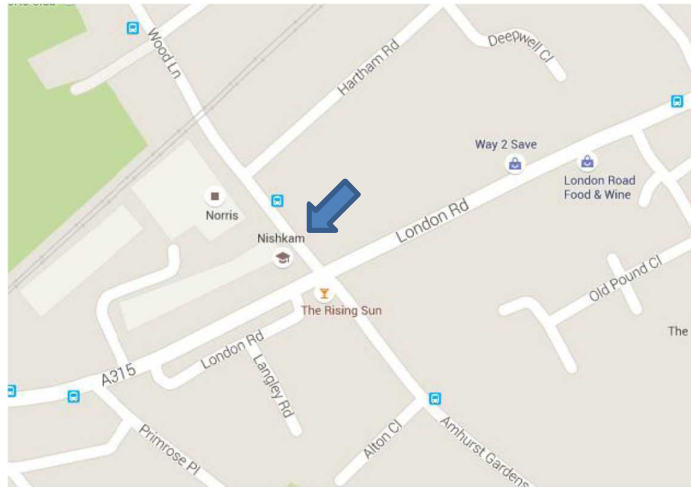 Wood Ln
Hartham Rd
Deepwell Cl
Way 2 Save
London Road
Food & Wine
Norris
London Rd
Nishkam
Old Pound Cl
The Rising Sun
The
London Rd
A315
Langley Rd
Primrose Pl
Alton Cl
Amhurst Gardens